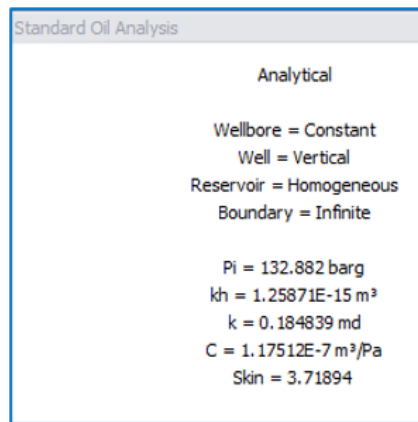 Standard Oil Analysis
Analytical
Wellbore = Constant
Well = Vertical
Reservoir = Homogeneous
Boundary = Infinite
Pi = 132.882 barg
kh = 1.25871E-15 m³
k = 0.184839 md
C = 1.17512E-7 m³/Pa
Skin = 3.71894